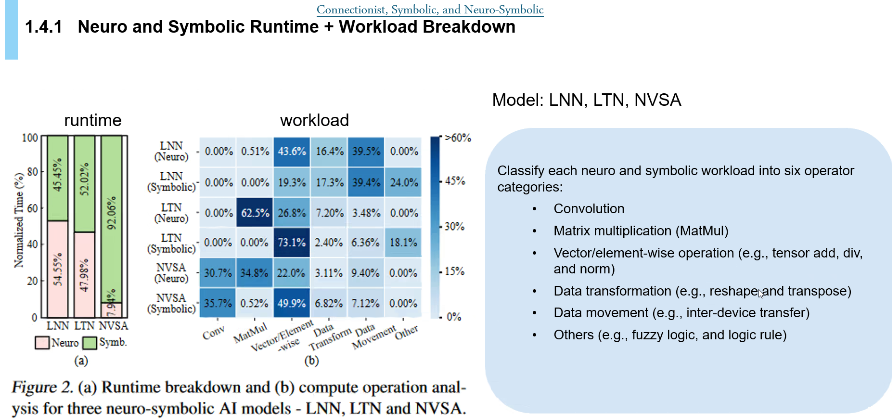 Connectionist, Symbolic, and Neuro-Symbolic
1.4.1 Neuro and Symbolic Runtime + Workload Breakdown
runtime
Normalized Time (%)
100
80
60
40
20
0
45.45%
54.55%
52.02%
47.98%
92.06%
7.94%
LNN LTN NVSA
Neuro Symb.
(a)
workload
LNN
(Neuro)
0.00% 0.51% 43.6% 16.4% 39.5% 0.00%
LNN
(Symbolic)
0.00% 0.00% 19.3% 17.3% 39.4% 24.0%
LTN
(Neuro)
0.00% 62.5% 26.8% 7.20% 3.48% 0.00%
LTN
(Symbolic)
0.00% 0.00% 73.1% 2.40% 6.36% 18.1%
NVSA
(Neuro)
30.7% 34.8% 22.0% 3.11% 9.40% 0.00%
NVSA
(Symbolic)
35.7% 0.52% 49.9% 6.82% 7.12% 0.00%
Conv
MatMul
Vector/Element
-wise
Data
Transform
Data
Movement
Other
>60%
45%
30%
15%
0%
(b)
Figure 2. (a) Runtime breakdown and (b) compute operation anal-
ysis for three neuro-symbolic AI models - LNN, LTN and NVSA.
Model: LNN, LTN, NVSA
Classify each neuro and symbolic workload into six operator
categories:
• Convolution
• Matrix multiplication (MatMul)
• Vector/element-wise operation (e.g., tensor add, div,
and norm)
• Data transformation (e.g., reshape and transpose)
• Data movement (e.g., inter-device transfer)
• Others (e.g., fuzzy logic, and logic rule)